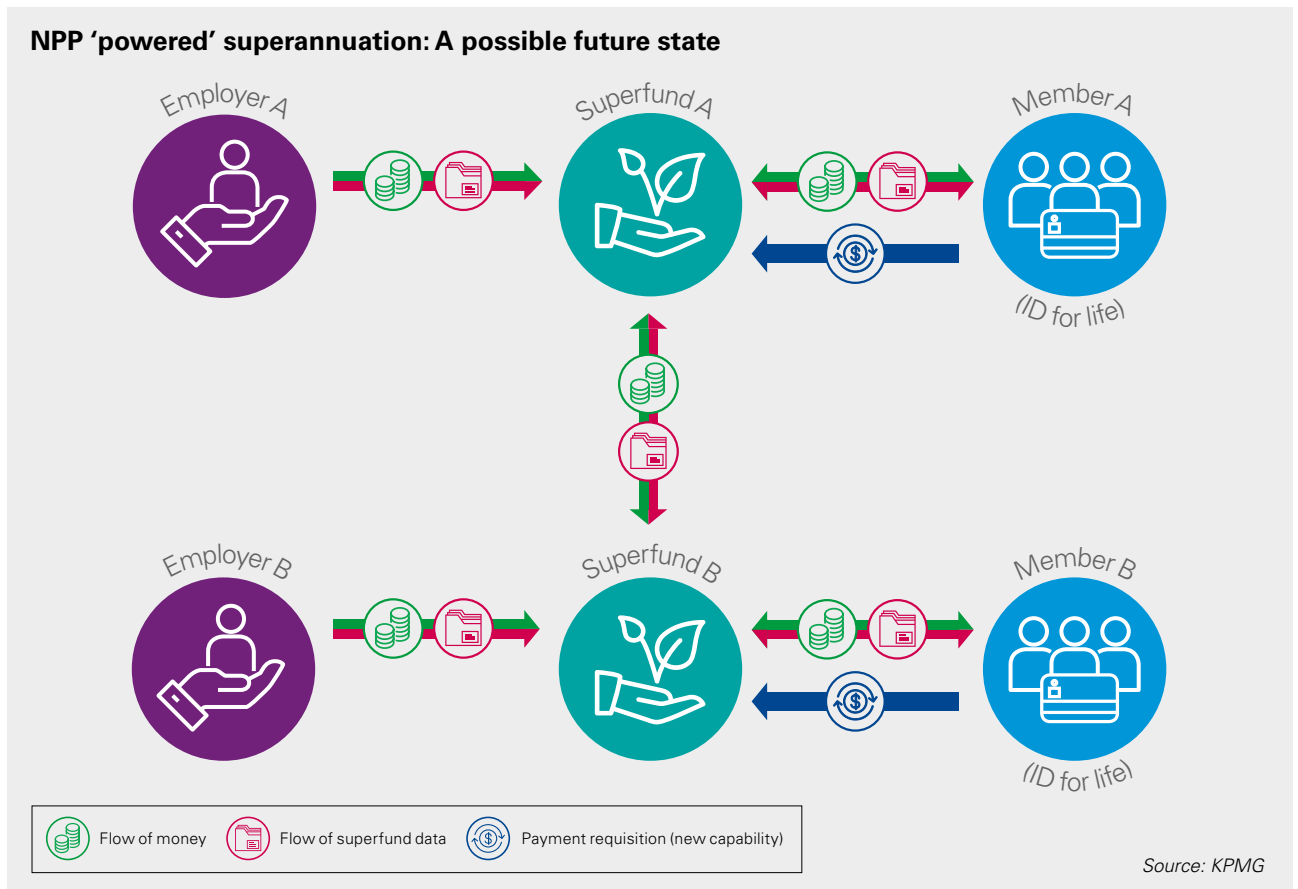 NPP ‘powered’ superannuation: A possible future state
Employer A
Superfund A
Member A
$
(ID for life)
Employer B
Superfund B
Member B
$
(ID for life)
Flow of money
Flow of superfund data
$
Payment requisition (new capability)
Source: KPMG